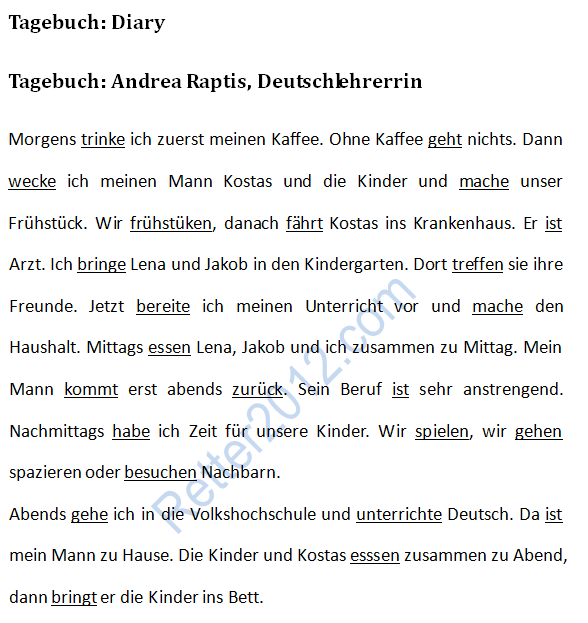 Tagebuch: Diary
Tagebuch: Andrea Raptis, Deutschlehrerrin
Morgens trinke ich zuerst meinen Kaffee. Ohne Kaffee geht nichts. Dann
wecke ich meinen Mann Kostas und die Kinder und mache unser
Frühstück. Wir frühstüken, danach fährt Kostas ins Krankenhaus. Er ist
Arzt. Ich bringe Lena und Jakob in den Kindergarten. Dort treffen sie ihre
Freunde. Jetzt bereite ich meinen Unterricht vor und mache den
Haushalt. Mittags essen Lena, Jakob und ich zusammen zu Mittag. Mein
Mann kommt erst abends zurück. Sein Beruf ist sehr anstrengend.
Nachmittags habe ich Zeit für unsere Kinder. Wir spielen, wir gehen
spazieren oder besuchen Nachbarn.
Abends gehe ich in die Volkshochschule und unterrichte Deutsch. Da ist
mein Mann zu Hause. Die Kinder und Kostas esssen zusammen zu Abend,
dann bringt er die Kinder ins Bett.
Retter2012.com